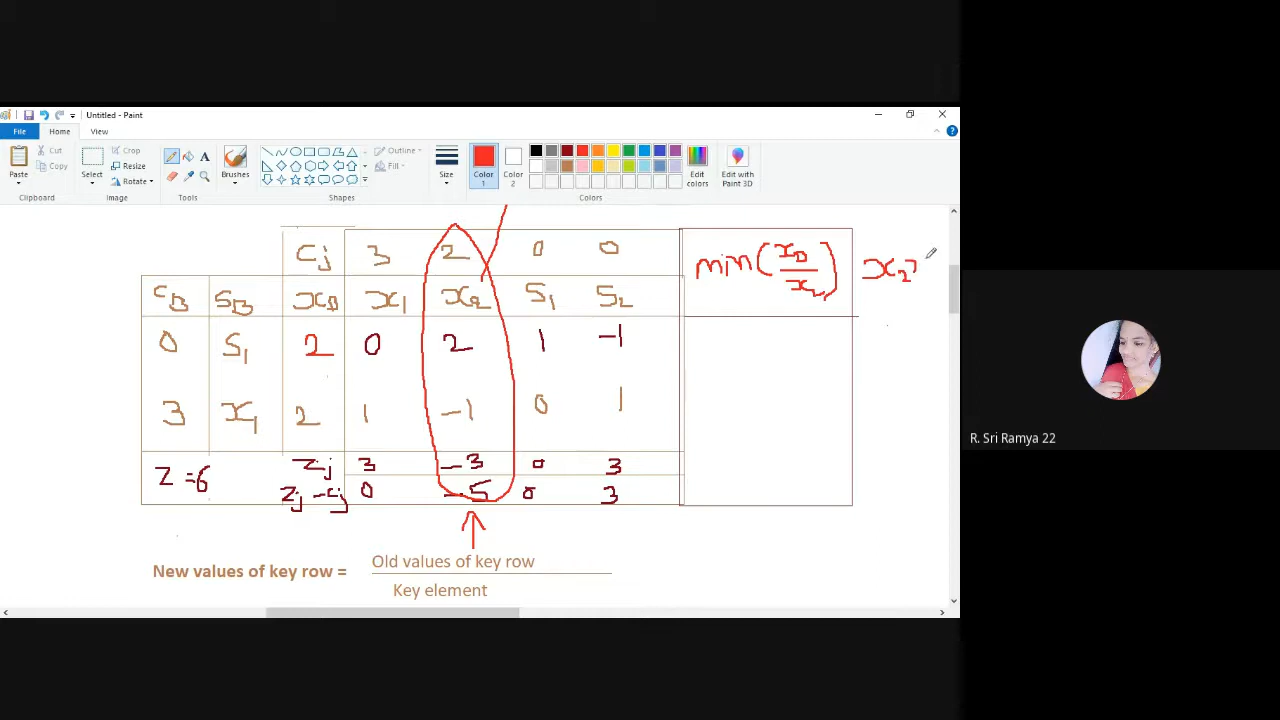 Untitled - Paint
File Home View
Cut
Copy
Paste
Clipboard
Crop
Resize
Rotate
Select
Image
Tools
Brushes
Outline
Fill
Shapes
Size
Color 1
Color 2
Edit colors
Colors
Edit with Paint 3D
Cj 3 2 0 0
min(xB/x2) x2>
CB SB xB x1 x2 S1 S2
0 S1 2 0 2 1 -1
3 x1 2 1 -1 0 1
Z = 6 Zj 3 -3 0 3
Zj - Cj 0 -5 0 3
Old values of key row
New values of key row =
Key element
R. Sri Ramya 22